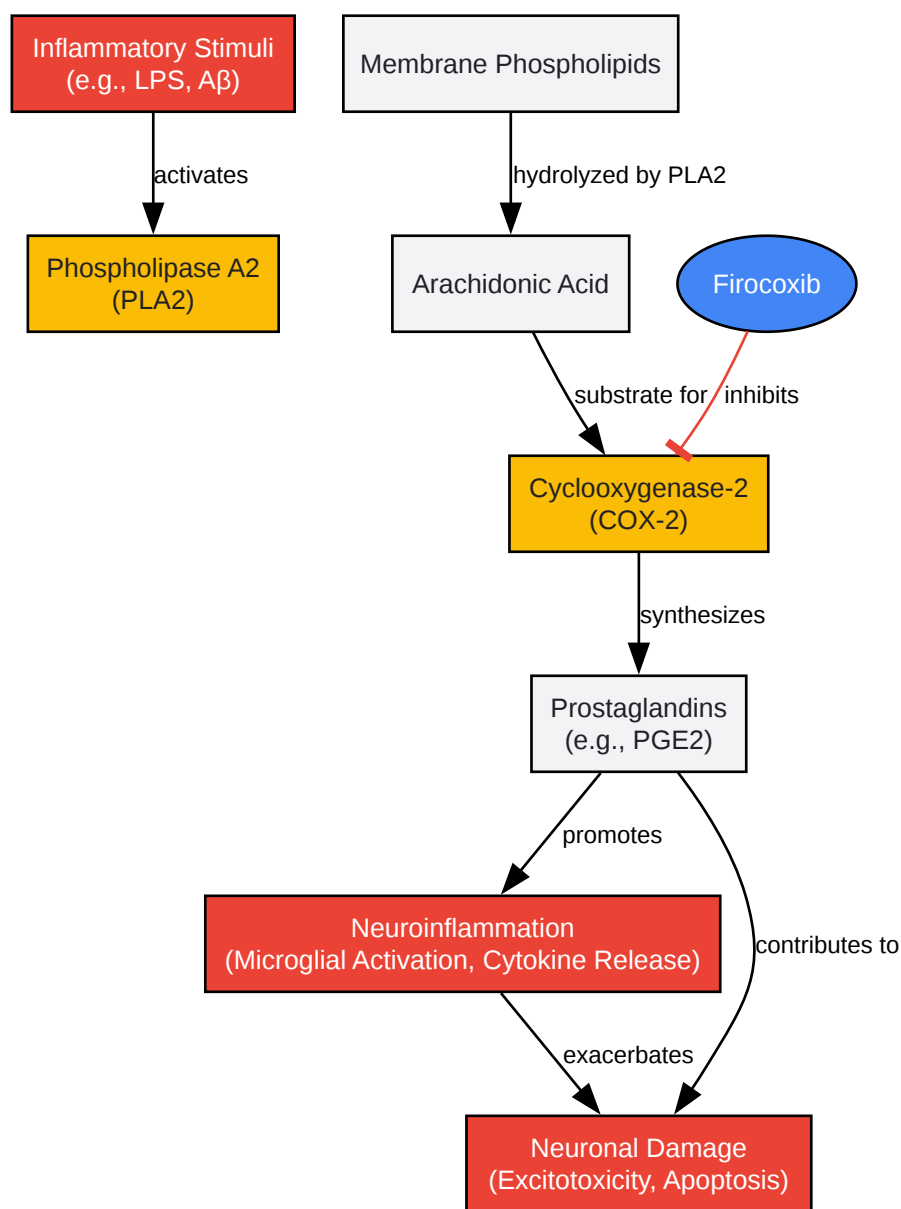 Inflammatory Stimuli
(e.g., LPS, Aβ)
Membrane Phospholipids
activates
hydrolyzed by PLA2
Phospholipase A2
(PLA2)
Arachidonic Acid
Firocoxib
substrate for
inhibits
Cyclooxygenase-2
(COX-2)
synthesizes
Prostaglandins
(e.g., PGE2)
promotes
Neuroinflammation
(Microglial Activation, Cytokine Release)
contributes to
exacerbates
Neuronal Damage
(Excitotoxicity, Apoptosis)